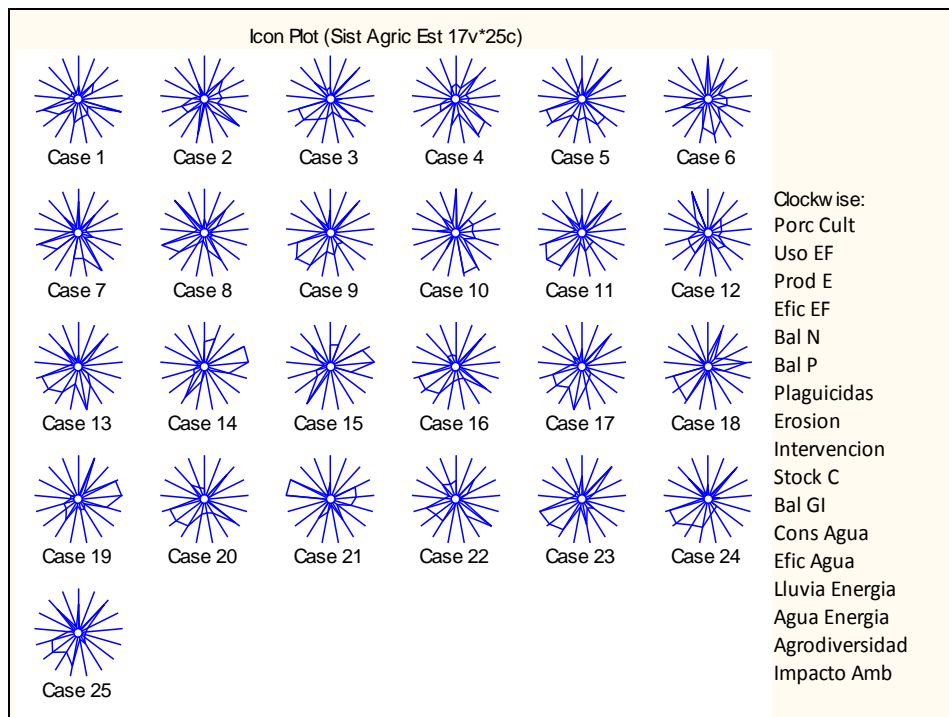 Icon Plot (Sist Agric Est 17v*25c)
Case 1 Case 2 Case 3 Case 4 Case 5 Case 6
Case 7 Case 8 Case 9 Case 10 Case 11 Case 12
Case 13 Case 14 Case 15 Case 16 Case 17 Case 18
Case 19 Case 20 Case 21 Case 22 Case 23 Case 24
Case 25
Clockwise:
Porc Cult
Uso EF
Prod E
Efic EF
Bal N
Bal P
Plaguicidas
Erosion
Intervencion
Stock C
Bal GI
Cons Agua
Efic Agua
Lluvia Energia
Agua Energia
Agrodiversidad
Impacto Amb